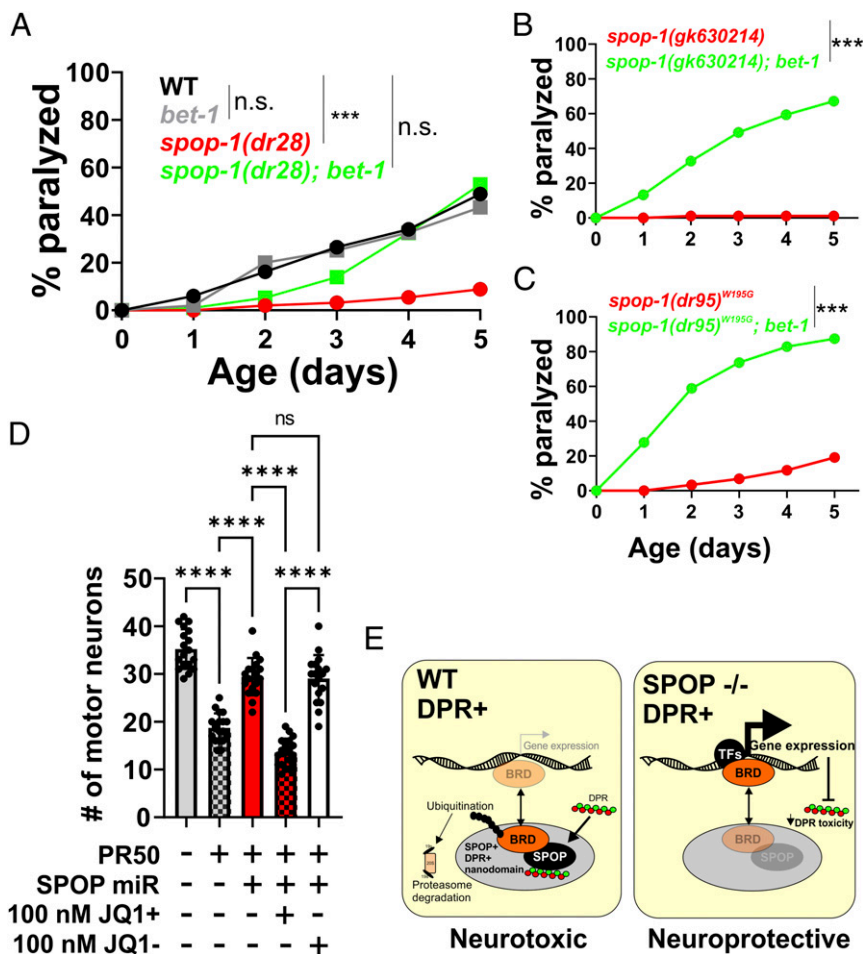 A
% paralyzed
100
80
60
40
20
0
WT
bet-1
spop-1(dr28)
spop-1(dr28); bet-1
n.s.
***
n.s.
0 1 2 3 4 5
Age (days)
B
% paralyzed
100
80
60
40
20
0
spop-1(gk630214)
spop-1(gk630214); bet-1
***
0 1 2 3 4 5
C
% paralyzed
100
80
60
40
20
0
spop-1(dr95)W195G
spop-1(dr95)W195G; bet-1
***
0 1 2 3 4 5
Age (days)
D
# of motor neurons
50
40
30
20
10
0
ns
****
****
**** ****
PR50 - + + + +
SPOP miR - - + + +
100 nM JQ1+ - - - + -
100 nM JQ1- - - - - +
E
WT
DPR+
Gene expression
BRD
Ubiquitination
DPR
BRD
SPOP+
DPR+
nanodomain
SPOP
Proteasome
degradation
Neurotoxic
SPOP -/-
DPR+
TFs
Gene expression
BRD
DPR toxicity
BRD
SPOP
Neuroprotective